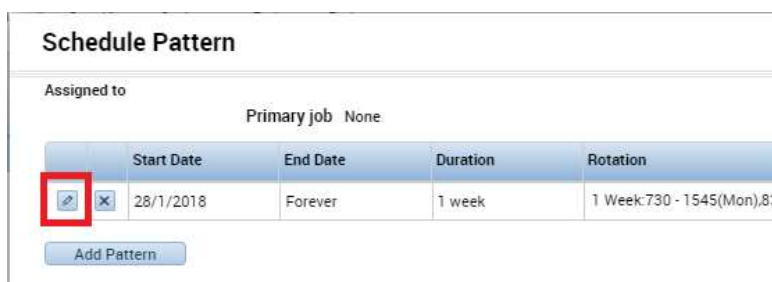 Schedule Pattern
Assigned to
Primary job None
Start Date End Date Duration Rotation
28/1/2018 Forever 1 week 1 Week:730 - 1545(Mon),8
Add Pattern